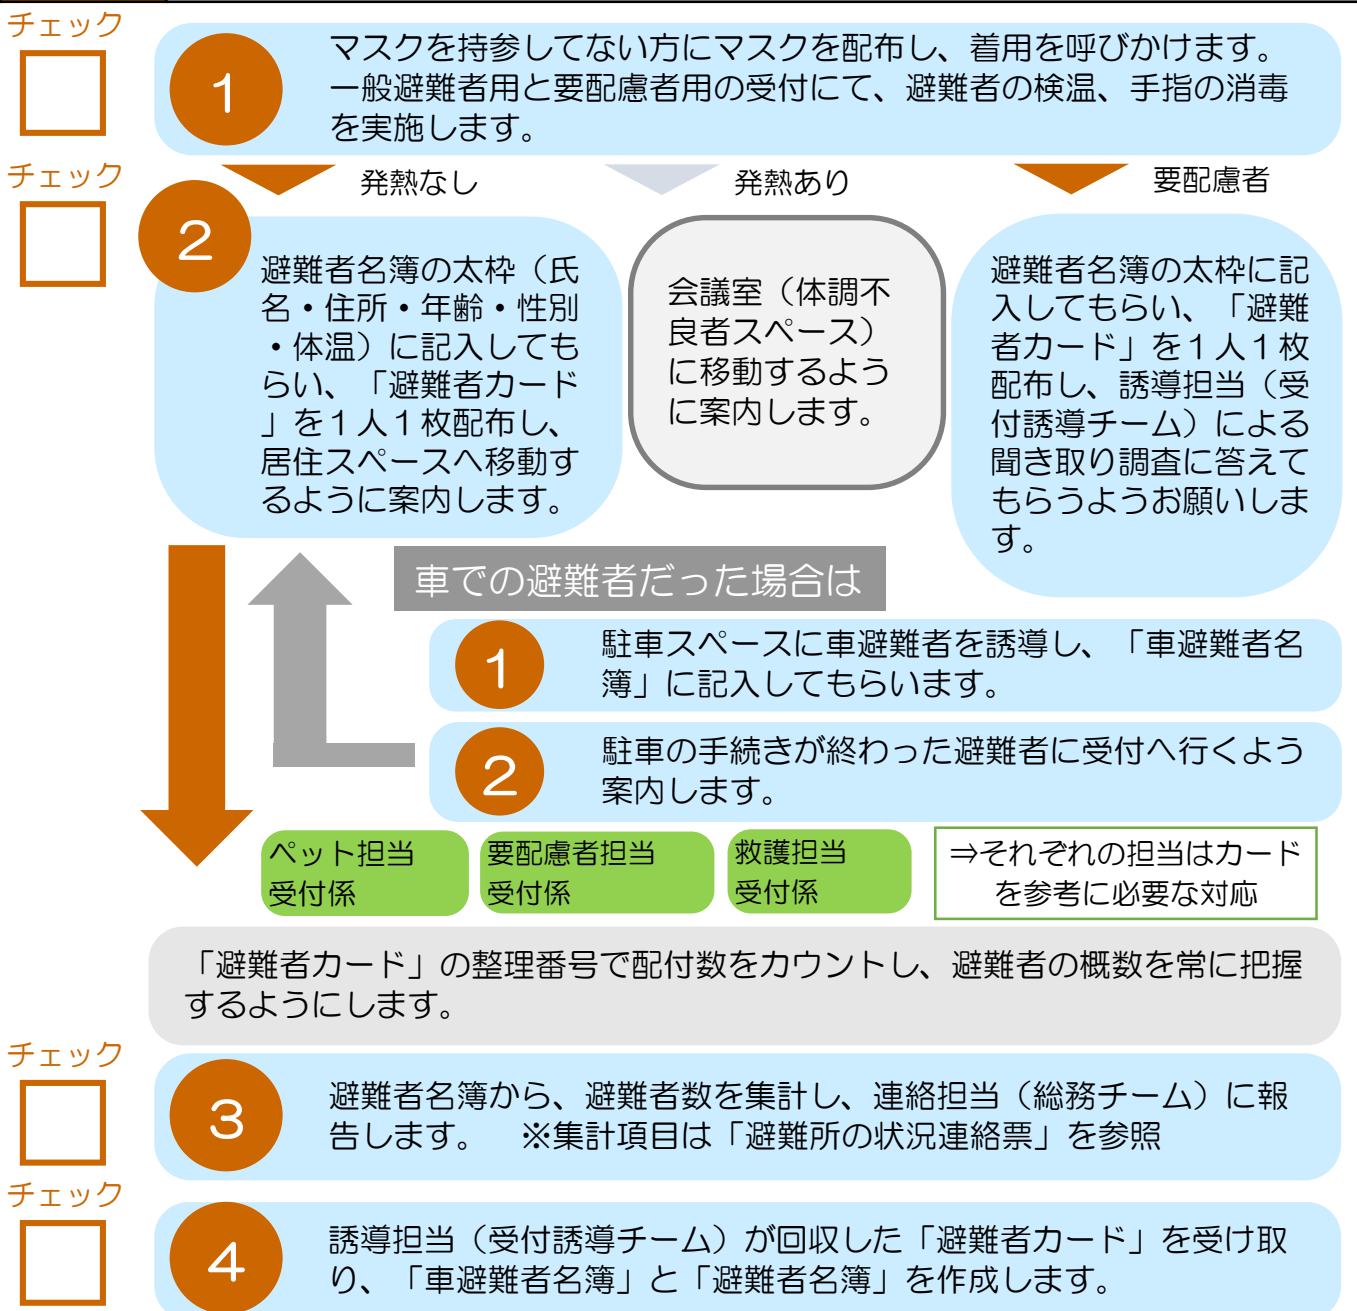 チェック
1
マスクを持参してない方にマスクを配布し、着用を呼びかけます。
一般避難者用と要配慮者用の受付にて、避難者の検温、手指の消毒
を実施します。
チェック
発熱なし
発熱あり
要配慮者
2
避難者名簿の太枠（氏
名・住所・年齢・性別
・体温）に記入しても
らい、「避難者カード
」を１人１枚配布し、
居住スペースへ移動す
るように案内します。
会議室（体調不
良者スペース）
に移動するよう
に案内します。
避難者名簿の太枠に記
入してもらい、「避難
者カード」を１人１枚
配布し、誘導担当（受
付誘導チーム）による
聞き取り調査に答えて
もらうようお願いしま
す。
車での避難者だった場合は
1
駐車スペースに車避難者を誘導し、「車避難者名
簿」に記入してもらいます。
2
駐車の手続きが終わった避難者に受付へ行くよう
案内します。
ペット担当
受付係
要配慮者担当
受付係
救護担当
受付係
⇒それぞれの担当はカード
を参考に必要な対応
「避難者カード」の整理番号で配付数をカウントし、避難者の概数を常に把握
するようにします。
チェック
3
避難者名簿から、避難者数を集計し、連絡担当（総務チーム）に報
告します。　※集計項目は「避難所の状況連絡票」を参照
チェック
4
誘導担当（受付誘導チーム）が回収した「避難者カード」を受け取
り、「車避難者名簿」と「避難者名簿」を作成します。